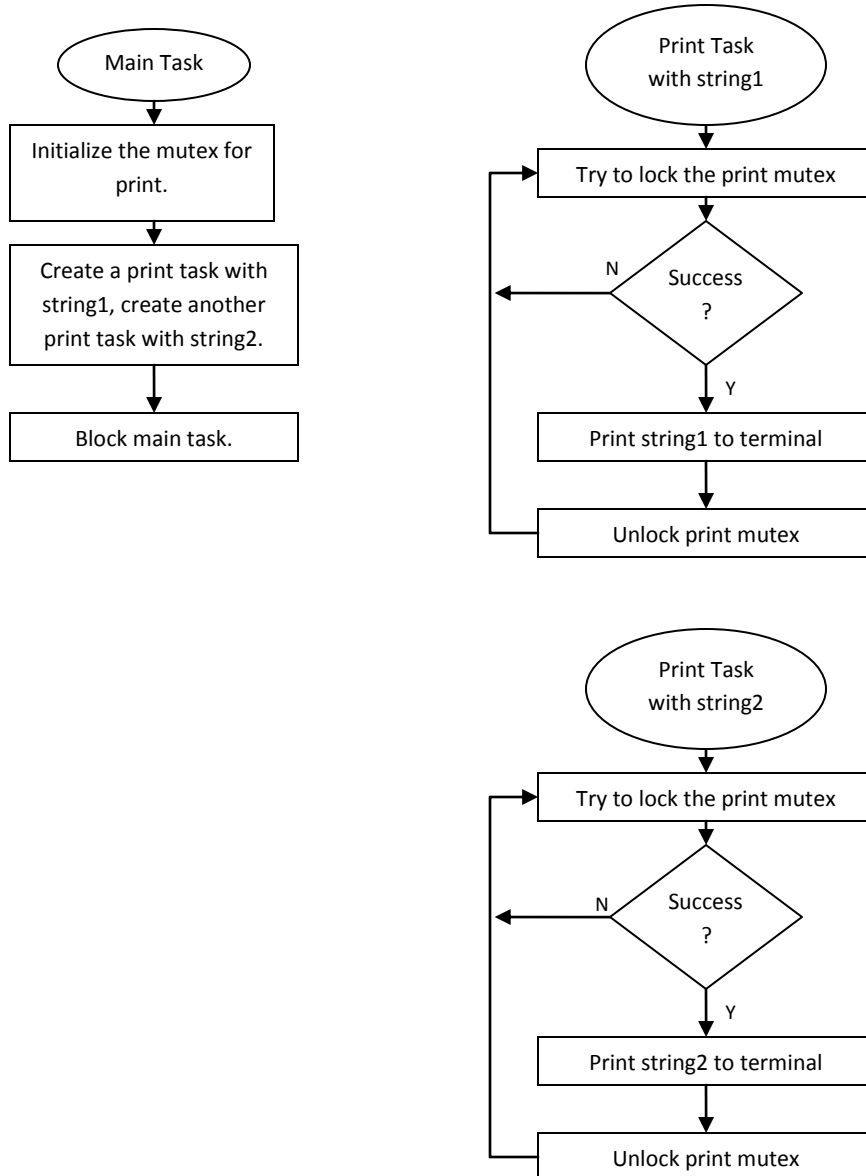 Main Task
Initialize the mutex for
print.
Create a print task with
string1, create another
print task with string2.
Block main task.
Print Task
with string1
Try to lock the print mutex
N
Success
?
Y
Print string1 to terminal
Unlock print mutex
Print Task
with string2
Try to lock the print mutex
N
Success
?
Y
Print string2 to terminal
Unlock print mutex